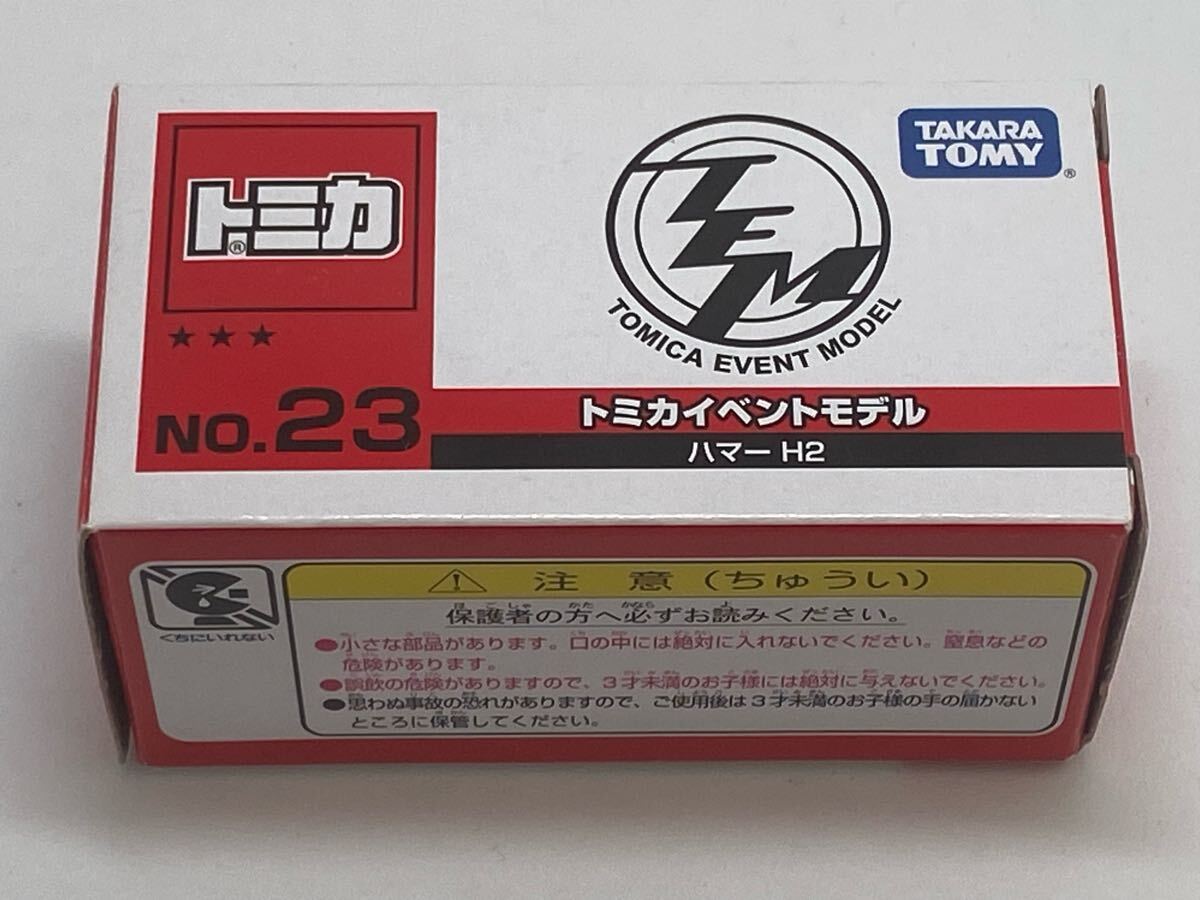 トミカ®
★★★
NO.23
TEM
TOMICA EVENT MODEL
TAKARA
TOMY®
トミカイベントモデル
ハマー H2
くちにいれない
⚠ 注意(ちゅうい)
保護者の方へ必ずお読みください。
●小さな部品があります。口の中には絶対に入れないでください。窒息などの
危険があります。
●誤飲の危険がありますので、3才未満のお子様には絶対に与えないでください。
●思わぬ事故の恐れがありますので、ご使用後は3才未満のお子様の手の届かない
ところに保管してください。